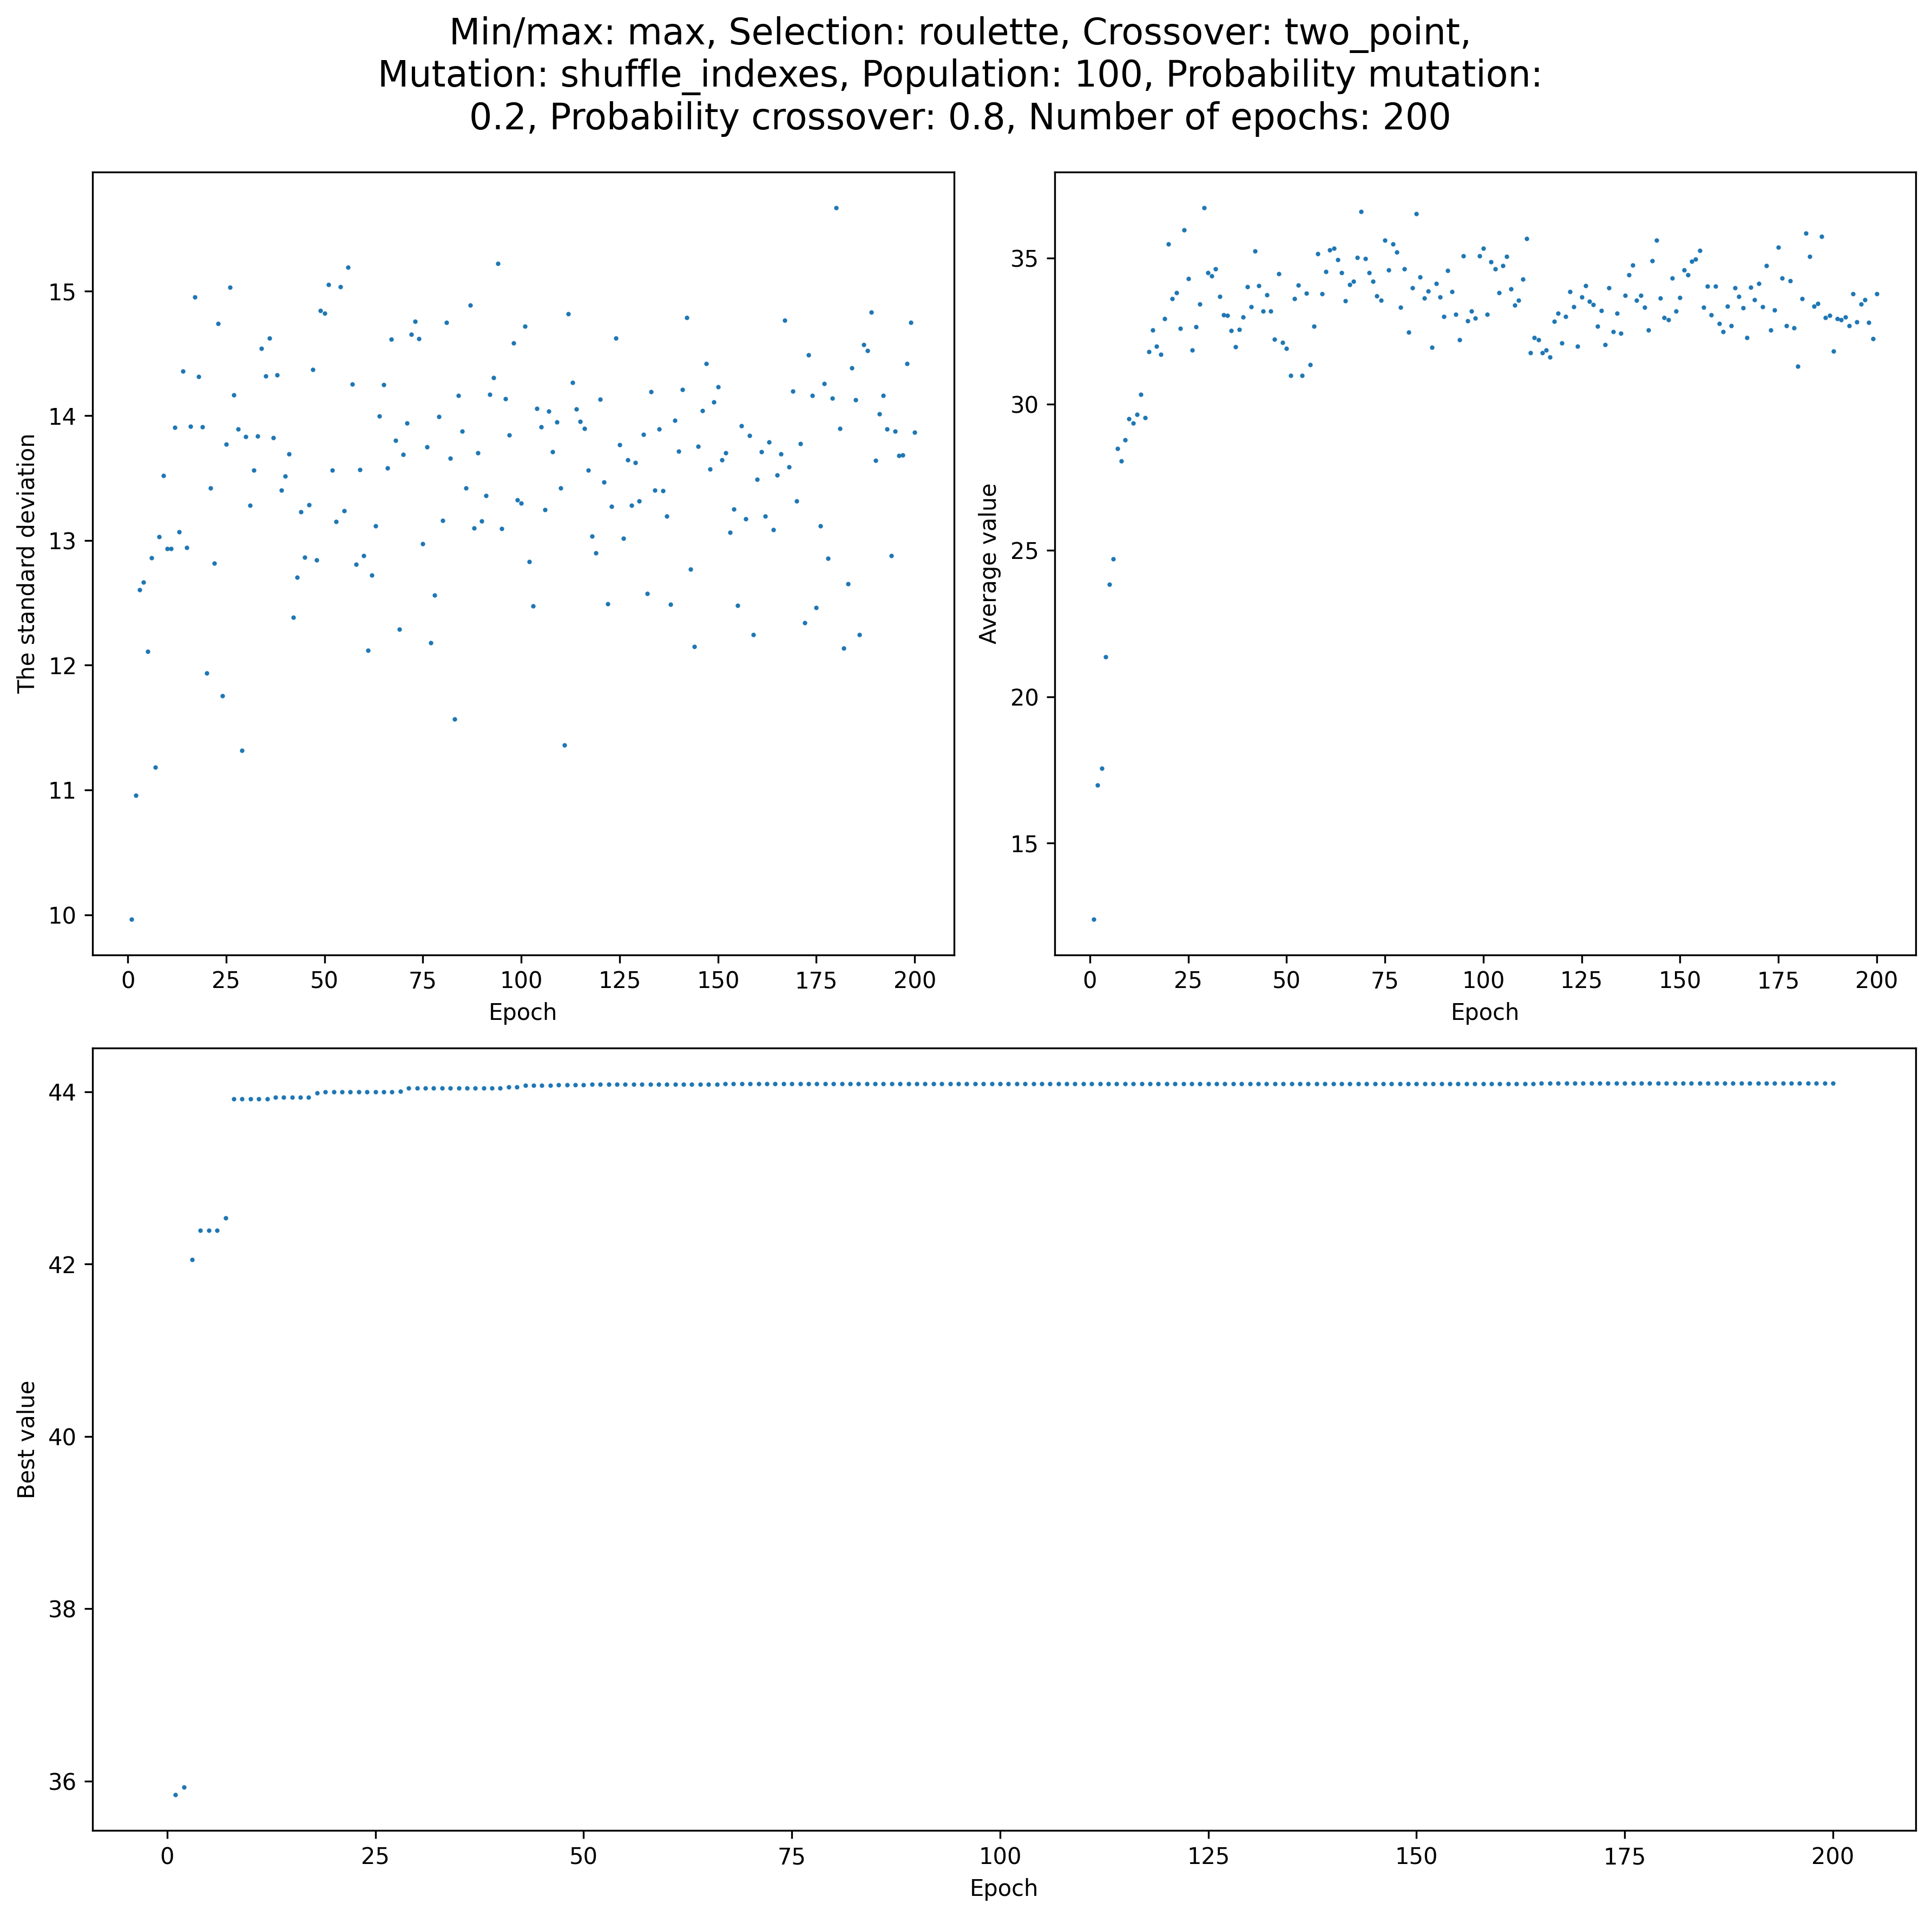 Min/max: max, Selection: roulette, Crossover: two_point,
Mutation: shuffle_indexes, Population: 100, Probability mutation:
0.2, Probability crossover: 0.8, Number of epochs: 200
The standard deviation
15
14
13
12
11
10
0 25 50 75 100 125 150 175 200
Epoch
Average value
35
30
25
20
15
0 25 50 75 100 125 150 175 200
Epoch
Best value
44
42
40
38
36
0 25 50 75 100 125 150 175 200
Epoch